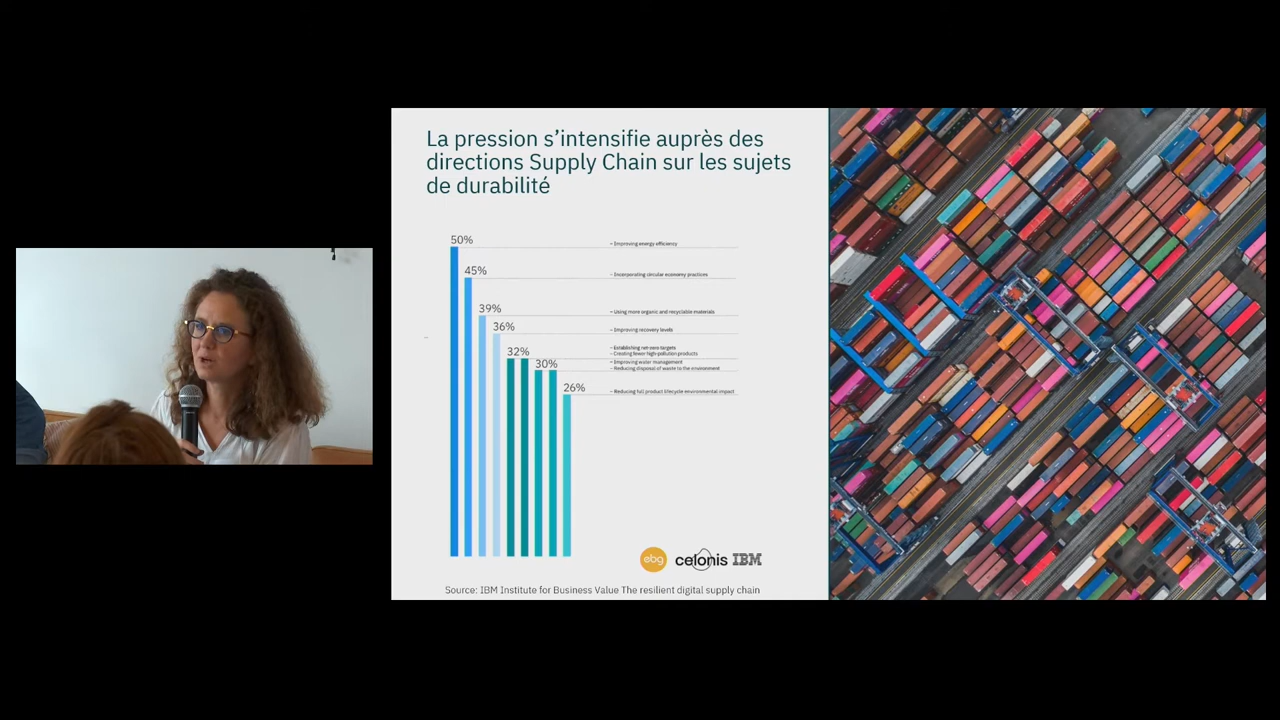 La pression s'intensifie auprès des
directions Supply Chain sur les sujets
de durabilité
50%
– Improving energy efficiency
45%
– Incorporating circular economy practices
39%
– Using more organic and recyclable materials
36%
– Improving recovery levels
32%
– Establishing net-zero targets
– Creating fewer high-pollution products
30%
– Improving water management
– Reducing disposal of waste to the environment
26%
– Reducing full product lifecycle environmental impact
ebg celonis IBM
Source: IBM Institute for Business Value The resilient digital supply chain